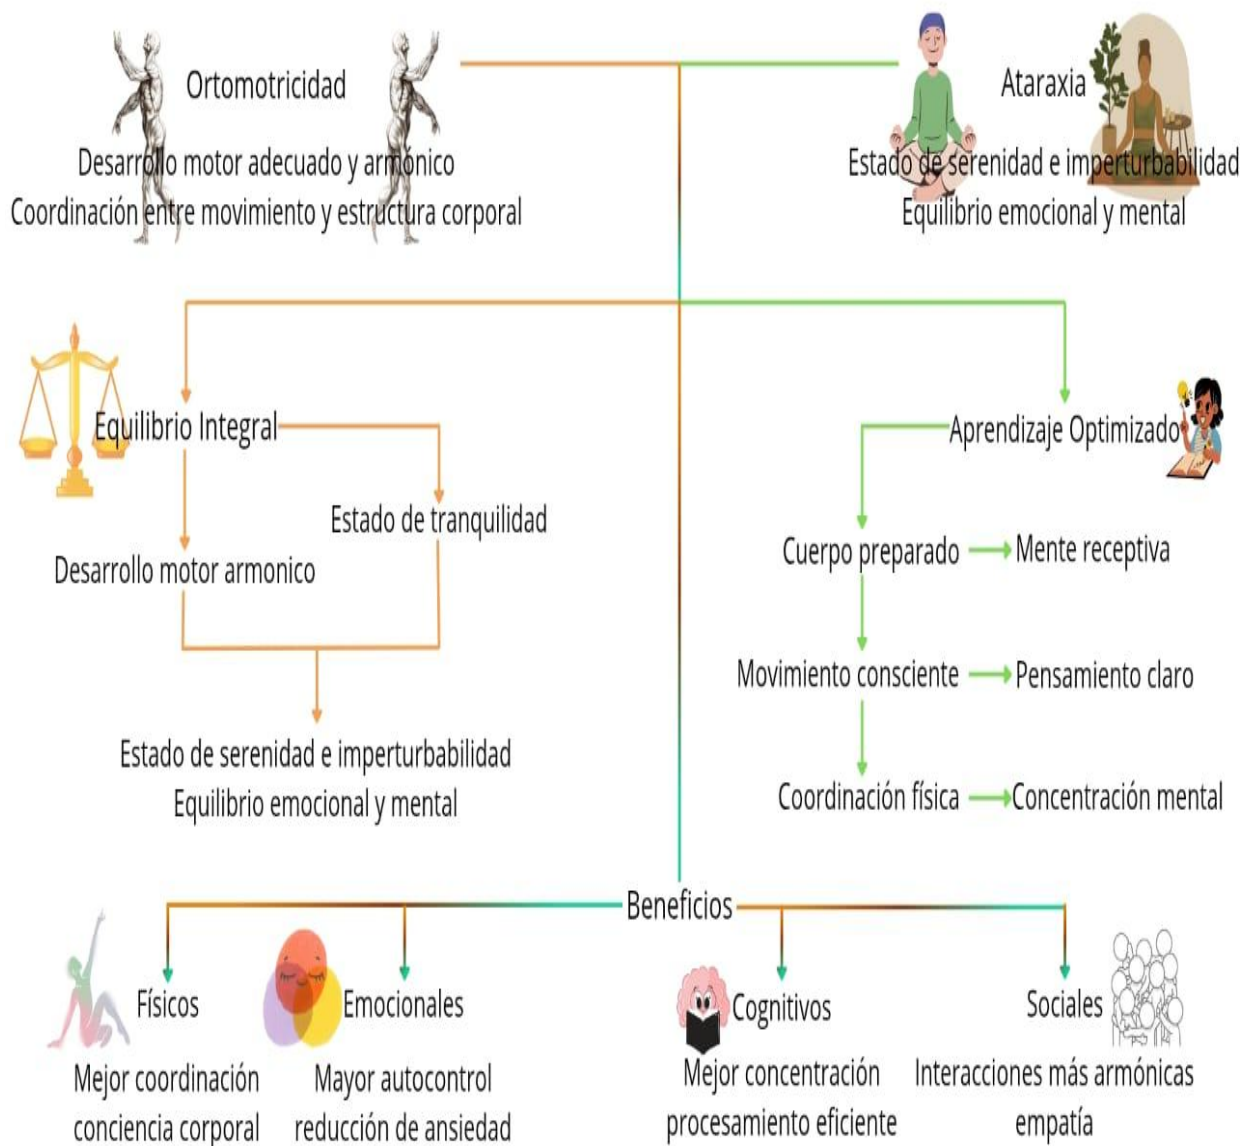 Ortomotricidad
Desarrollo motor adecuado y armónico
Coordinación entre movimiento y estructura corporal
Ataraxia
Estado de serenidad e imperturbabilidad
Equilibrio emocional y mental
Equilibrio Integral
Estado de tranquilidad
Desarrollo motor armonico
Estado de serenidad e imperturbabilidad
Equilibrio emocional y mental
Aprendizaje Optimizado
Cuerpo preparado
Mente receptiva
Movimiento consciente
Pensamiento claro
Coordinación física
Concentración mental
Beneficios
Físicos
Mejor coordinación
conciencia corporal
Emocionales
Mayor autocontrol
reducción de ansiedad
Cognitivos
Mejor concentración
procesamiento eficiente
Sociales
Interacciones más armónicas
empatía